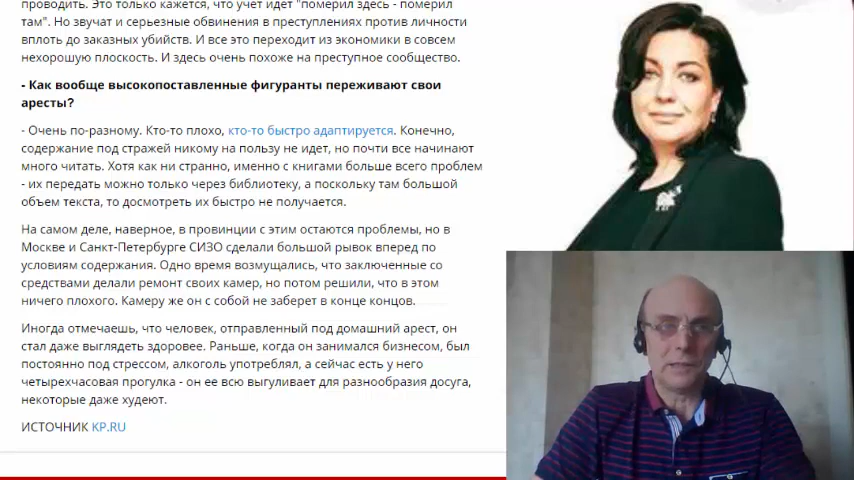 проводить. Это только кажется, что учет идет "померил здесь - померил
там". Но звучат и серьезные обвинения в преступлениях против личности
вплоть до заказных убийств. И все это переходит из экономики в совсем
нехорошую плоскость. И здесь очень похоже на преступное сообщество.
- Как вообще высокопоставленные фигуранты переживают свои
аресты?
- Очень по-разному. Кто-то плохо, кто-то быстро адаптируется. Конечно,
содержание под стражей никому на пользу не идет, но почти все начинают
много читать. Хотя как ни странно, именно с книгами больше всего проблем
- их передать можно только через библиотеку, а поскольку там большой
объем текста, то досмотреть их быстро не получается.
На самом деле, наверное, в провинции с этим остаются проблемы, но в
Москве и Санкт-Петербурге СИЗО сделали большой рывок вперед по
условиям содержания. Одно время возмущались, что заключенные со
средствами делали ремонт своих камер, но потом решили, что в этом
ничего плохого. Камеру же он с собой не заберет в конце концов.
Иногда отмечаешь, что человек, отправленный под домашний арест, он
стал даже выглядеть здоровее. Раньше, когда он занимался бизнесом, был
постоянно под стрессом, алкоголь употреблял, а сейчас есть у него
четырехчасовая прогулка - он ее всю выгуливает для разнообразия досуга,
некоторые даже худеют.
ИСТОЧНИК KP.RU